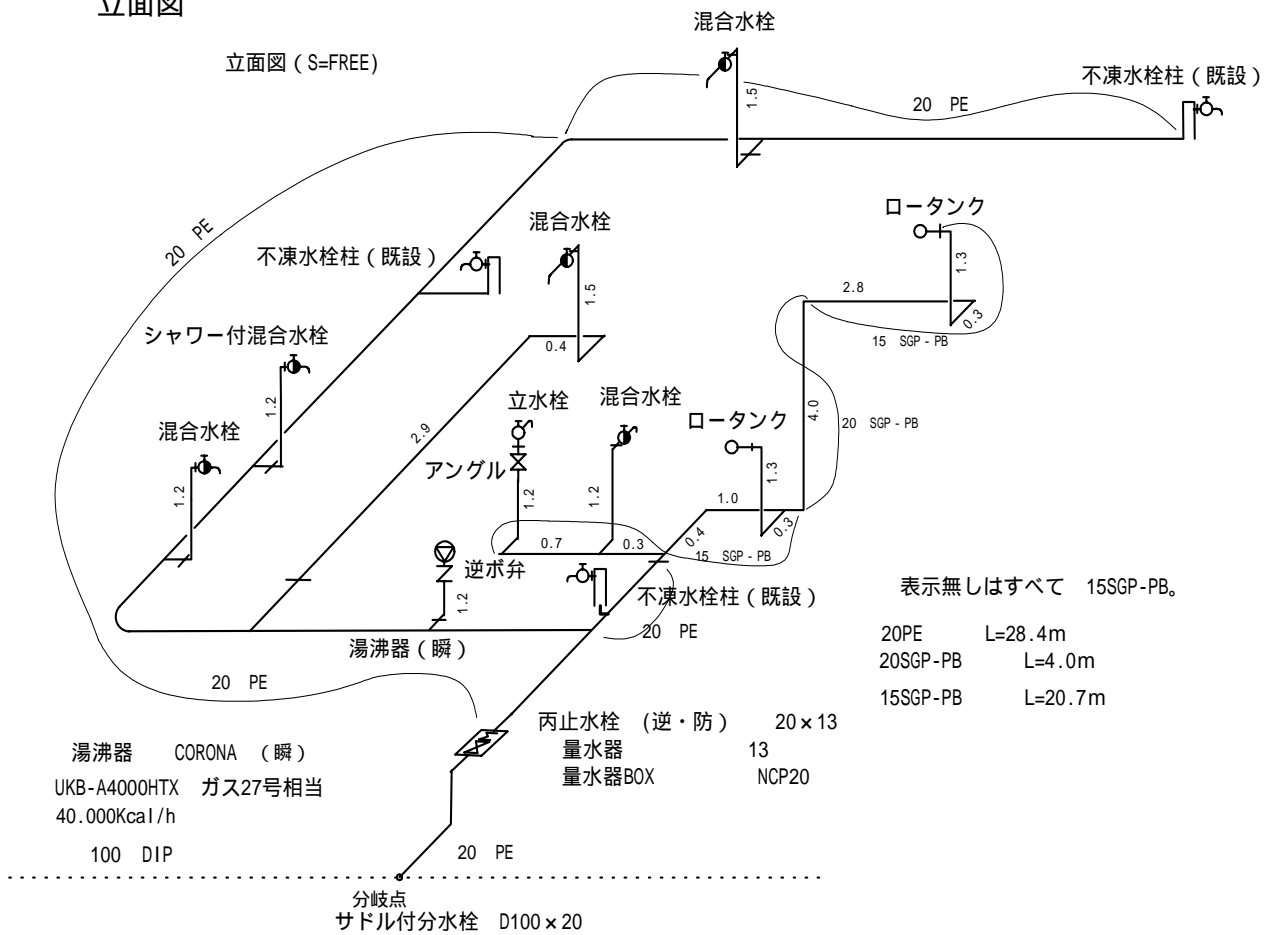 立面図
立面図(S=FREE)
混合水栓
不凍水栓柱(既設)
1.5
20 PE
ロータンク
混合水栓
20 PE
不凍水栓柱(既設)
1.3
1.5
2.8
0.3
シャワー付混合水栓
15 SGP-PB
0.4
1.2
立水栓
混合水栓
ロータンク
4.0
20 SGP-PB
混合水栓
2.9
アングル
1.3
1.2
1.2
1.2
1.0
0.4
0.3
0.7
0.3
15 SGP-PB
逆ボ弁
1.2
不凍水栓柱(既設)
表示無しはすべて 15SGP-PB。
20 PE
湯沸器(瞬)
20PE L=28.4m
20SGP-PB L=4.0m
15SGP-PB L=20.7m
20 PE
丙止水栓 (逆・防) 20×13
量水器 13
量水器BOX NCP20
湯沸器 CORONA (瞬)
UKB-A4000HTX ガス27号相当
40.000Kcal/h
100 DIP
20 PE
分岐点
サドル付分水栓 D100×20